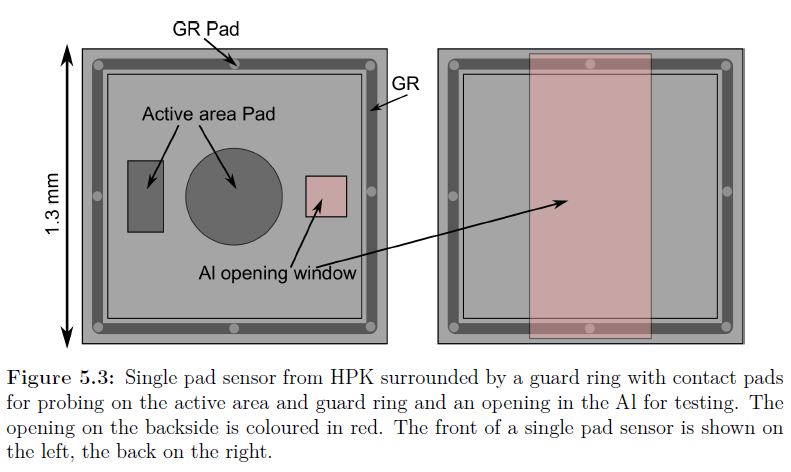 GR Pad
GR
Active area Pad
1.3 mm
Al opening window
Figure 5.3: Single pad sensor from HPK surrounded by a guard ring with contact pads
for probing on the active area and guard ring and an opening in the Al for testing. The
opening on the backside is coloured in red. The front of a single pad sensor is shown on
the left, the back on the right.